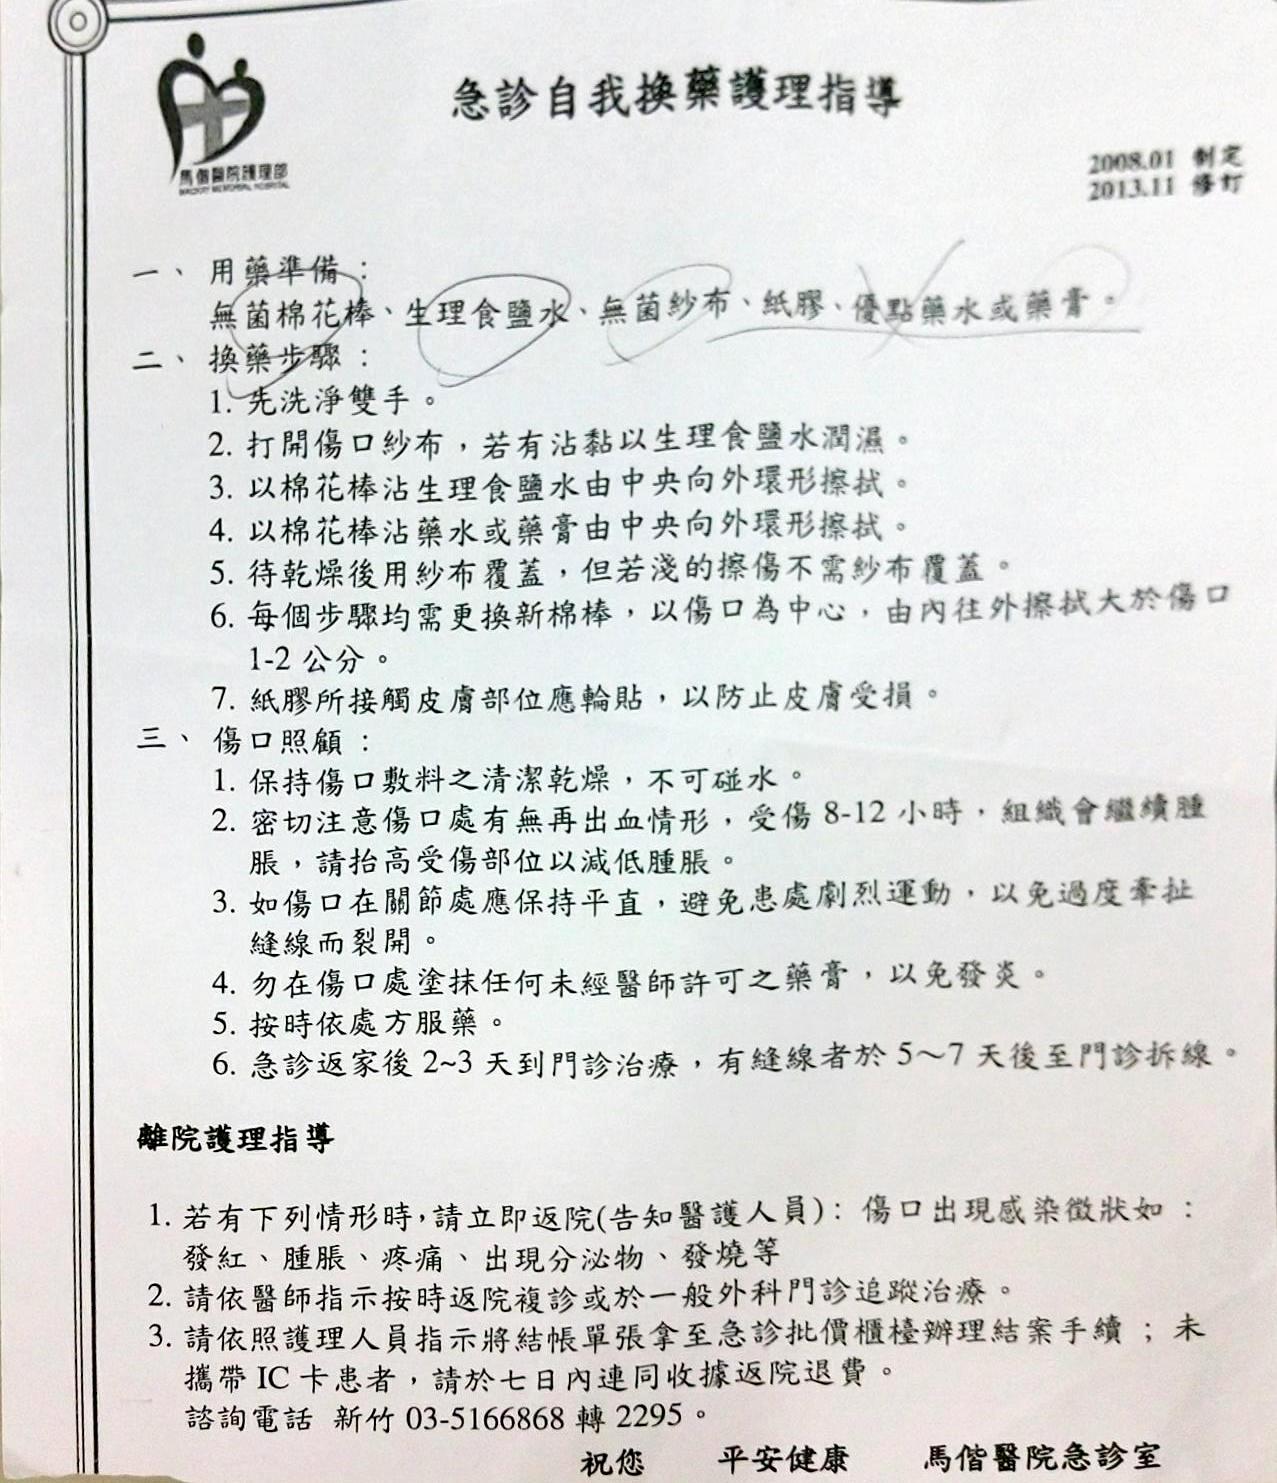 馬偕醫院護理部
MACKAY MEMORIAL HOSPITAL
急診自我換藥護理指導
2008.01 制定
2013.11 修訂
一、用藥準備：
無菌棉花棒、生理食鹽水、無菌紗布、紙膠、優點藥水或藥膏。
二、換藥步驟：
1. 先洗淨雙手。
2. 打開傷口紗布，若有沾黏以生理食鹽水潤濕。
3. 以棉花棒沾生理食鹽水由中央向外環形擦拭。
4. 以棉花棒沾藥水或藥膏由中央向外環形擦拭。
5. 待乾燥後用紗布覆蓋，但若淺的擦傷不需紗布覆蓋。
6. 每個步驟均需更換新棉棒，以傷口為中心，由內往外擦拭大於傷口
1-2 公分。
7. 紙膠所接觸皮膚部位應輪貼，以防止皮膚受損。
三、傷口照顧：
1. 保持傷口敷料之清潔乾燥，不可碰水。
2. 密切注意傷口處有無再出血情形，受傷 8-12 小時，組織會繼續腫
脹，請抬高受傷部位以減低腫脹。
3. 如傷口在關節處應保持平直，避免患處劇烈運動，以免過度牽扯
縫線而裂開。
4. 勿在傷口處塗抹任何未經醫師許可之藥膏，以免發炎。
5. 按時依處方服藥。
6. 急診返家後 2~3 天到門診治療，有縫線者於 5～7 天後至門診拆線。
離院護理指導
1. 若有下列情形時，請立即返院(告知醫護人員)：傷口出現感染徵狀如：
發紅、腫脹、疼痛、出現分泌物、發燒等
2. 請依醫師指示按時返院複診或於一般外科門診追蹤治療。
3. 請依照護理人員指示將結帳單張拿至急診批價櫃檯辦理結案手續；未
攜帶 IC 卡患者，請於七日內連同收據返院退費。
諮詢電話 新竹 03-5166868 轉 2295。
祝您 平安健康 馬偕醫院急診室